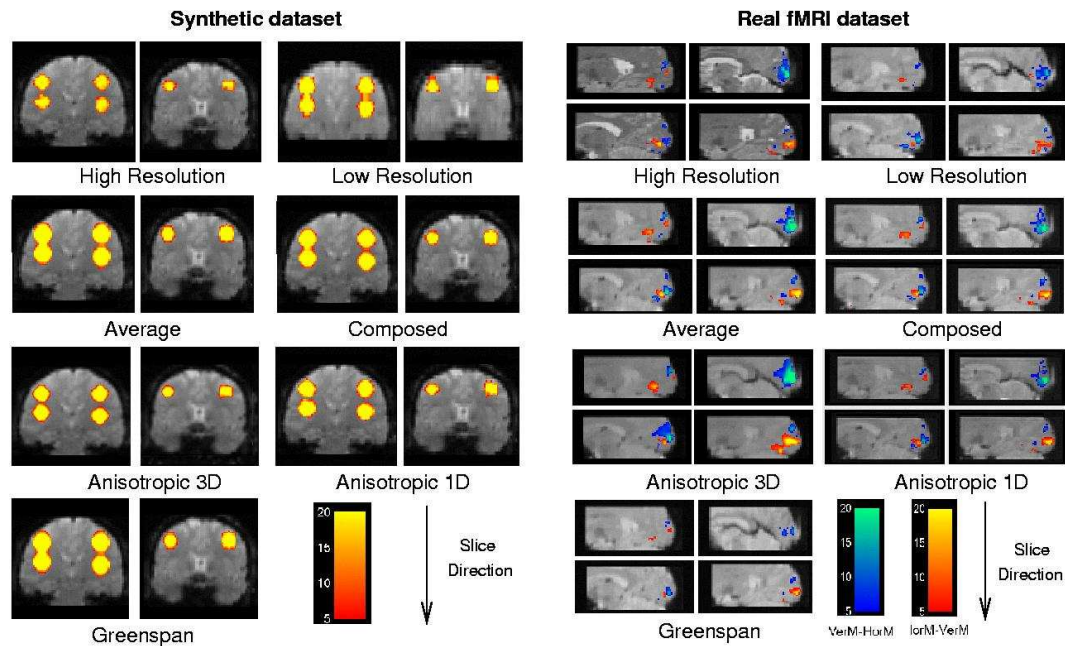 Synthetic dataset
High Resolution
Low Resolution
Average
Composed
Anisotropic 3D
Anisotropic 1D
Greenspan
20
15
10
5
Slice
Direction
Real fMRI dataset
High Resolution
Low Resolution
Average
Composed
Anisotropic 3D
Anisotropic 1D
Greenspan
20
15
10
5
VerM-HorM
20
15
10
5
IorM-VerM
Slice
Direction